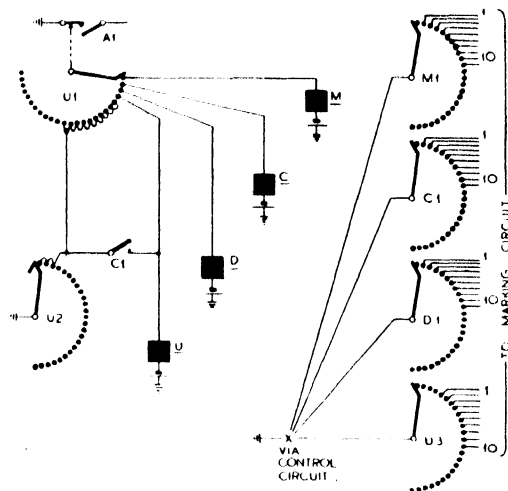 A1
U1
M
C
D
U
C1
U2
1
10
M1
1
10
C1
1
10
D1
1
10
U3
VIA
CONTROL
CIRCUIT
TO MARKING CIRCUIT